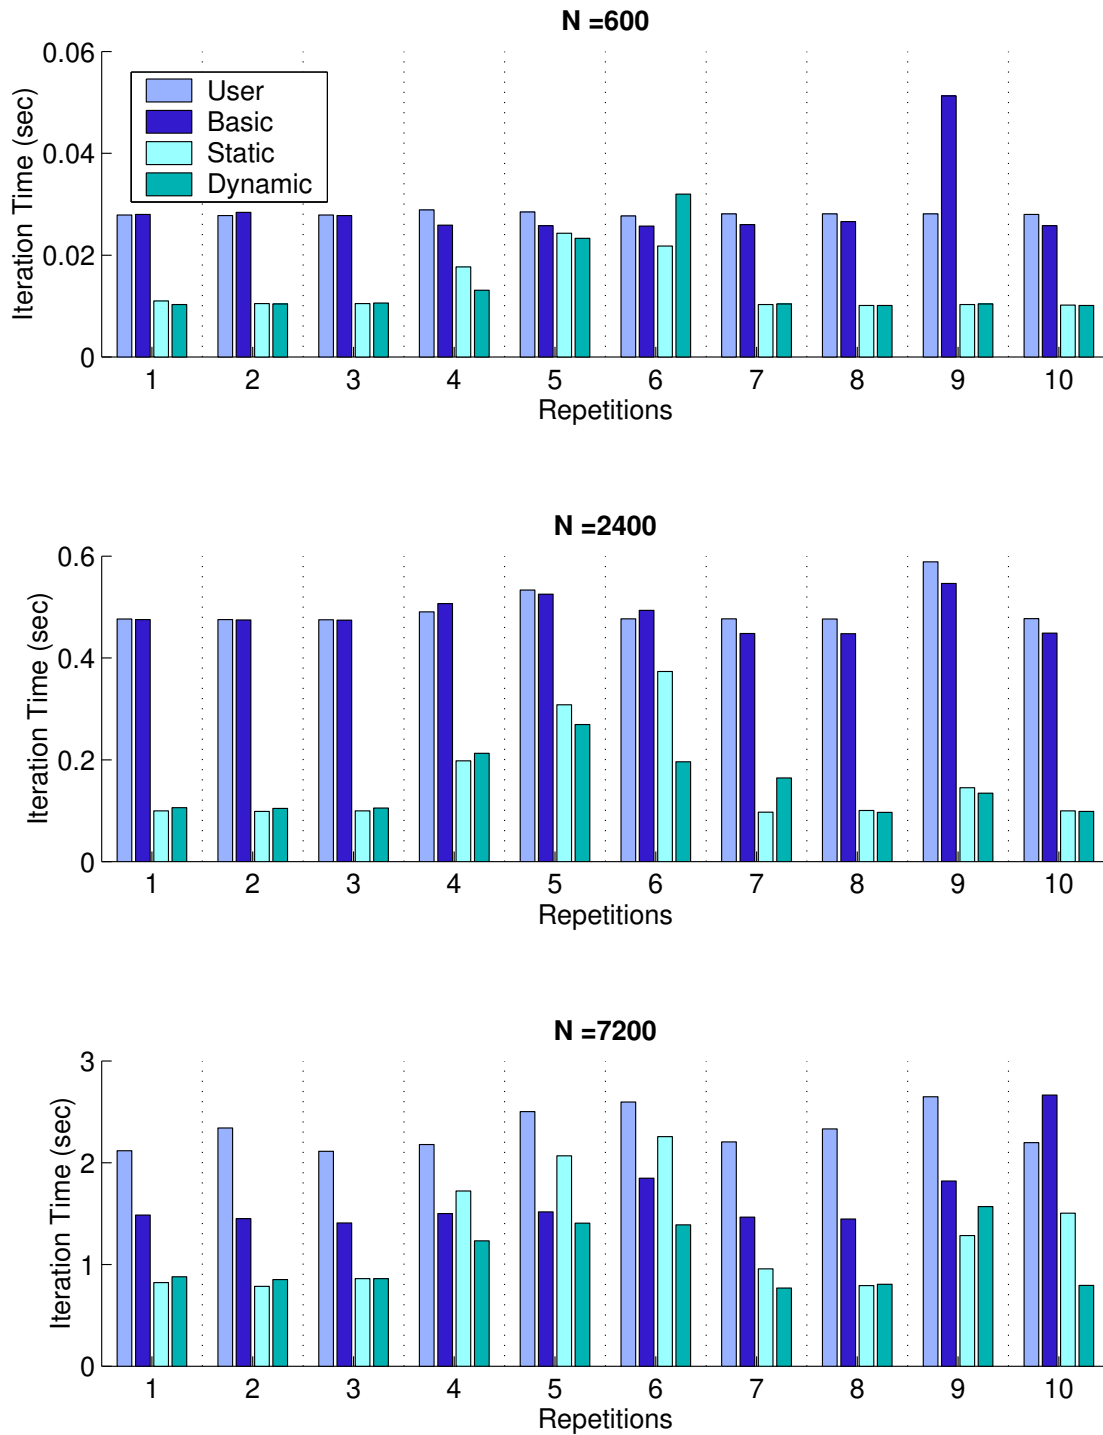 N =600
0.06
0.04
0.02
0
Iteration Time (sec)
User
Basic
Static
Dynamic
1 2 3 4 5 6 7 8 9 10
Repetitions
N =2400
0.6
0.4
0.2
0
Iteration Time (sec)
1 2 3 4 5 6 7 8 9 10
Repetitions
N =7200
3
2
1
0
Iteration Time (sec)
1 2 3 4 5 6 7 8 9 10
Repetitions